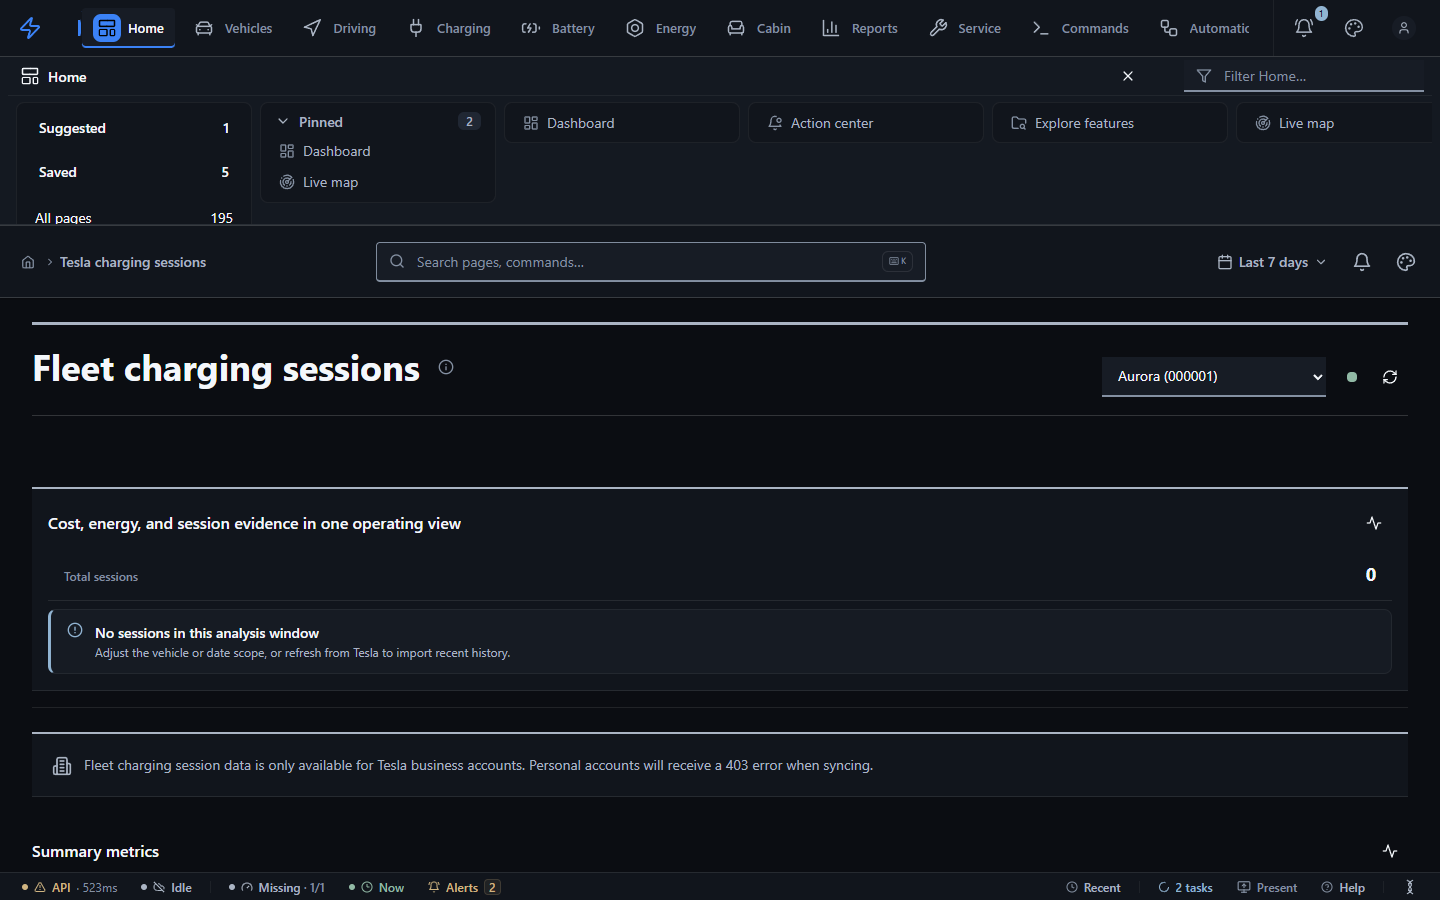 Home
Vehicles
Driving
Charging
Battery
Energy
Cabin
Reports
Service
Commands
Automatic
1
Home
Filter Home...
Suggested 1
Saved 5
All pages 195
Pinned 2
Dashboard
Live map
Dashboard
Action center
Explore features
Live map
Tesla charging sessions
Search pages, commands...
K
Last 7 days
Fleet charging sessions
Aurora (000001)
Cost, energy, and session evidence in one operating view
Total sessions 0
No sessions in this analysis window
Adjust the vehicle or date scope, or refresh from Tesla to import recent history.
Fleet charging session data is only available for Tesla business accounts. Personal accounts will receive a 403 error when syncing.
Summary metrics
API · 523ms
Idle
Missing · 1/1
Now
Alerts 2
Recent
2 tasks
Present
Help